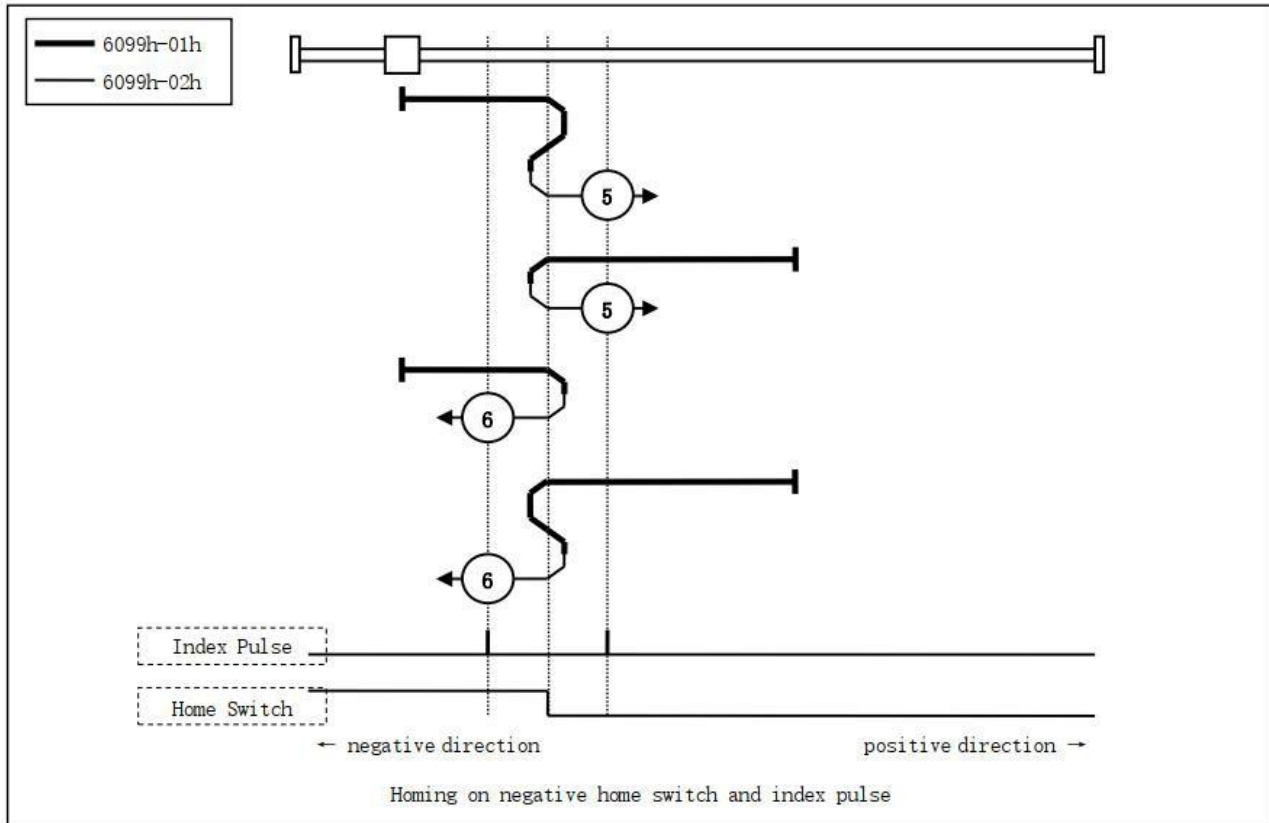 6099h-01h
6099h-02h
5
5
6
6
Index Pulse
Home Switch
← negative direction
positive direction →
Homing on negative home switch and index pulse